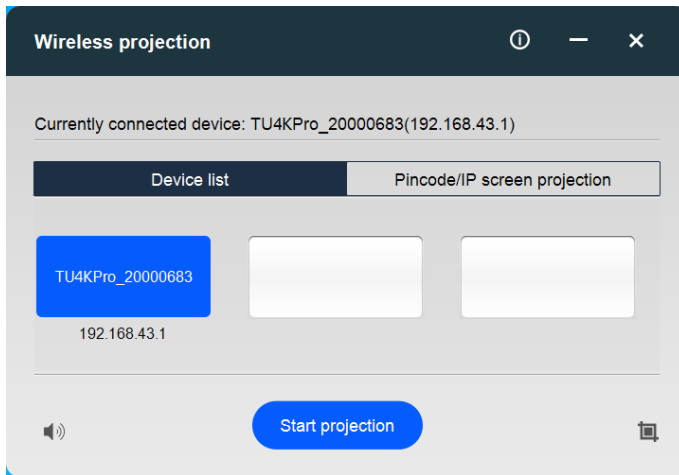 Wireless projection
Currently connected device: TU4KPro_20000683(192.168.43.1)
Device list
Pincode/IP screen projection
TU4KPro_20000683
192.168.43.1
Start projection